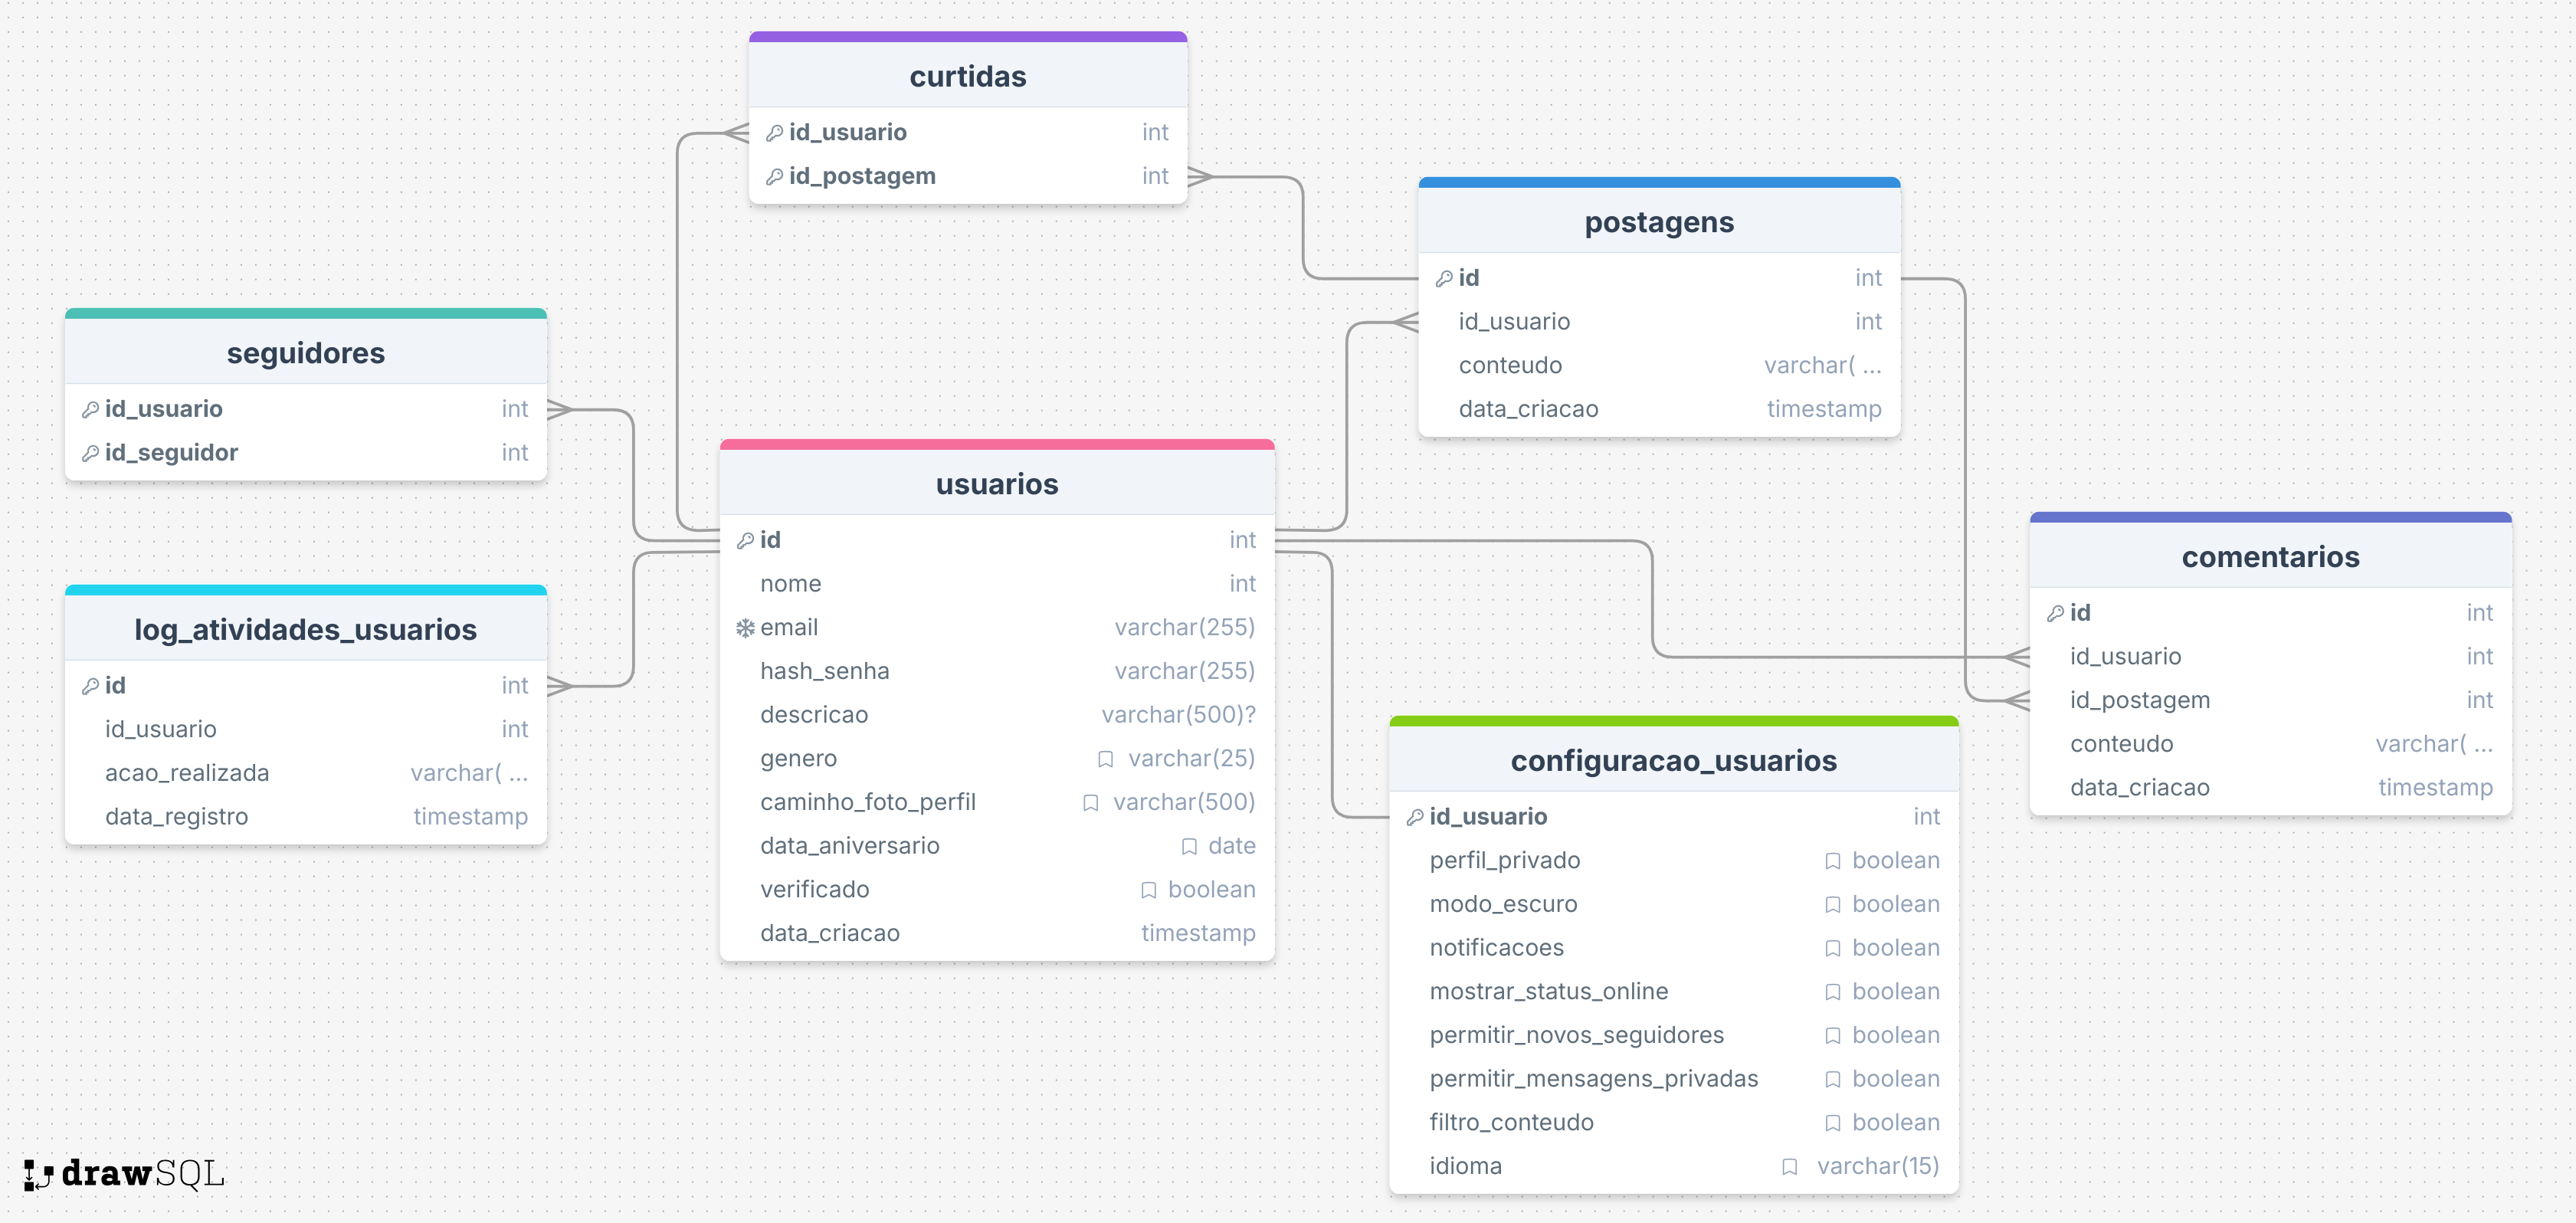 curtidas
id_usuario int
id_postagem int
postagens
id int
id_usuario int
conteudo varchar( ...
data_criacao timestamp
seguidores
id_usuario int
id_seguidor int
usuarios
id int
nome int
email varchar(255)
hash_senha varchar(255)
descricao varchar(500)?
genero varchar(25)
caminho_foto_perfil varchar(500)
data_aniversario date
verificado boolean
data_criacao timestamp
comentarios
id int
id_usuario int
id_postagem int
conteudo varchar( ...
data_criacao timestamp
log_atividades_usuarios
id int
id_usuario int
acao_realizada varchar( ...
data_registro timestamp
configuracao_usuarios
id_usuario int
perfil_privado boolean
modo_escuro boolean
notificacoes boolean
mostrar_status_online boolean
permitir_novos_seguidores boolean
permitir_mensagens_privadas boolean
filtro_conteudo boolean
idioma varchar(15)
drawSQL